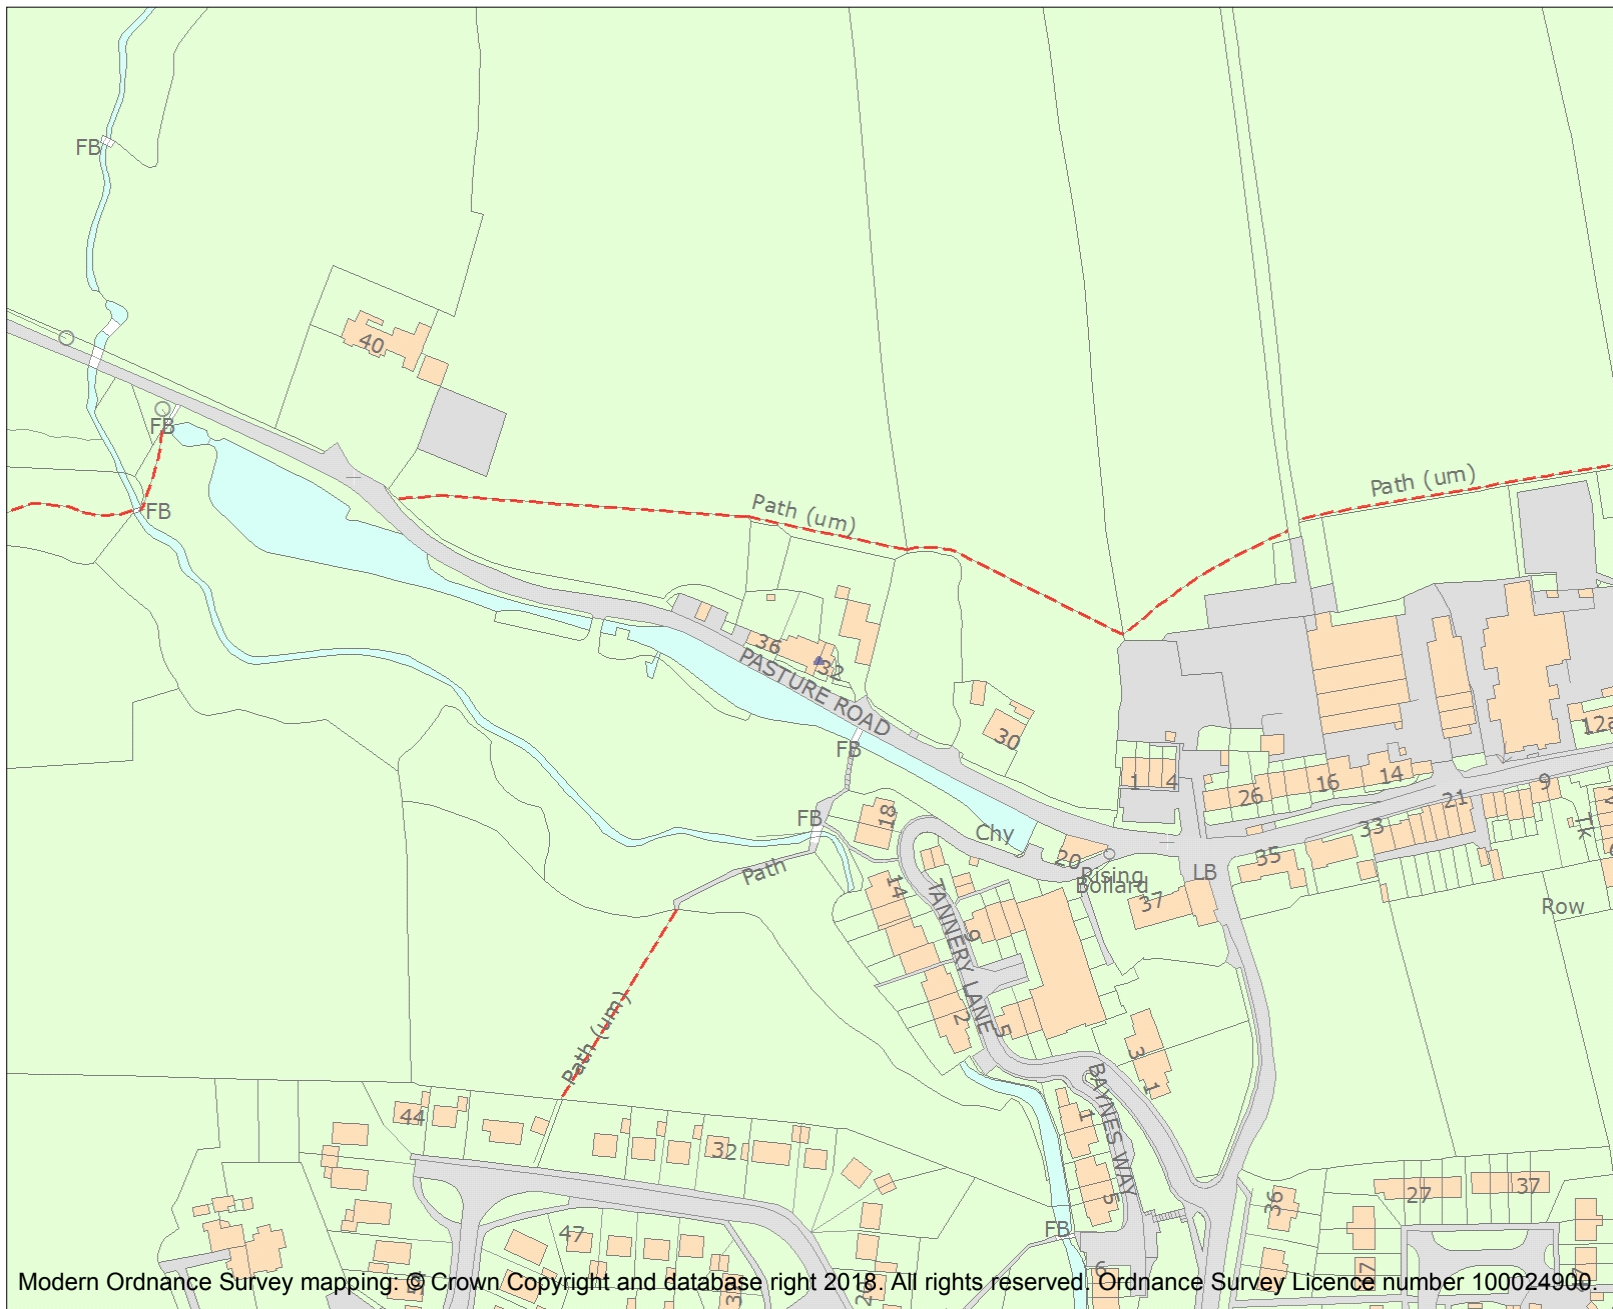 FB
40
FB
FB
Path (um)
Path (um)
36
32
PASTURE ROAD
30
FB
12a
1
4
26
16
14
9
21
33
35
FB
18
Chy
20
Rising
Bollard
LB
37
Path
14
TANNERY LANE
9
Row
Tk
2
5
3
1
Path (um)
BAYNES WAY
1
5
44
32
47
FB
36
27
37
6
Modern Ordnance Survey mapping: © Crown Copyright and database right 2018. All rights reserved. Ordnance Survey Licence number 100024900.